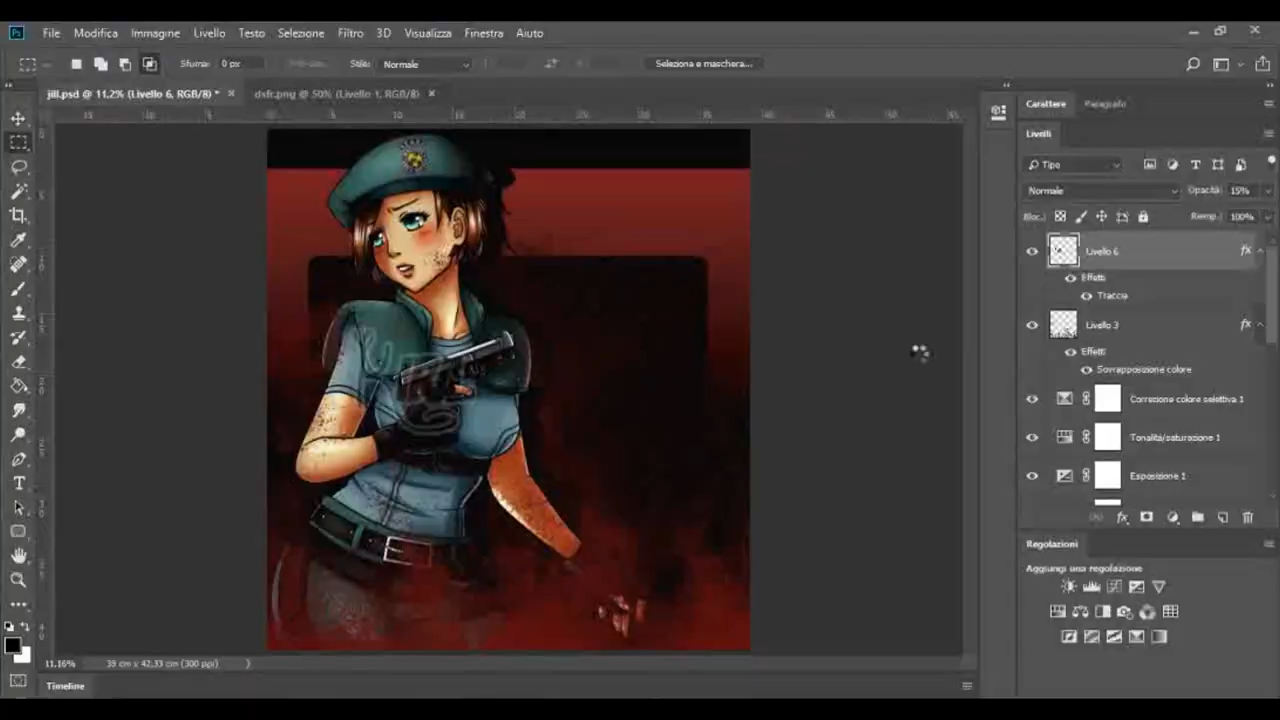 Ps File Modifica Immagine Livello Testo Selezione Filtro 3D Visualizza Finestra Aiuto
Sfuma: 0 px Stile: Normale Seleziona e maschera...
jill.psd @ 11,2% (Livello 6, RGB/8) * dxfr.png @ 50% (Livello 1, RGB/8)
Carattere Paragrafo
Livelli
Tipo
Normale Opacità: 15%
Bloc.: Riemp.: 100%
Livello 6 fx
Effetti
Traccia
Livello 3 fx
Effetti
Sovrapposizione colore
Correzione colore selettiva 1
Tonalità/saturazione 1
Esposizione 1
Regolazioni
Aggiungi una regolazione
11,16% 39 cm x 42,33 cm (300 ppi)
Timeline